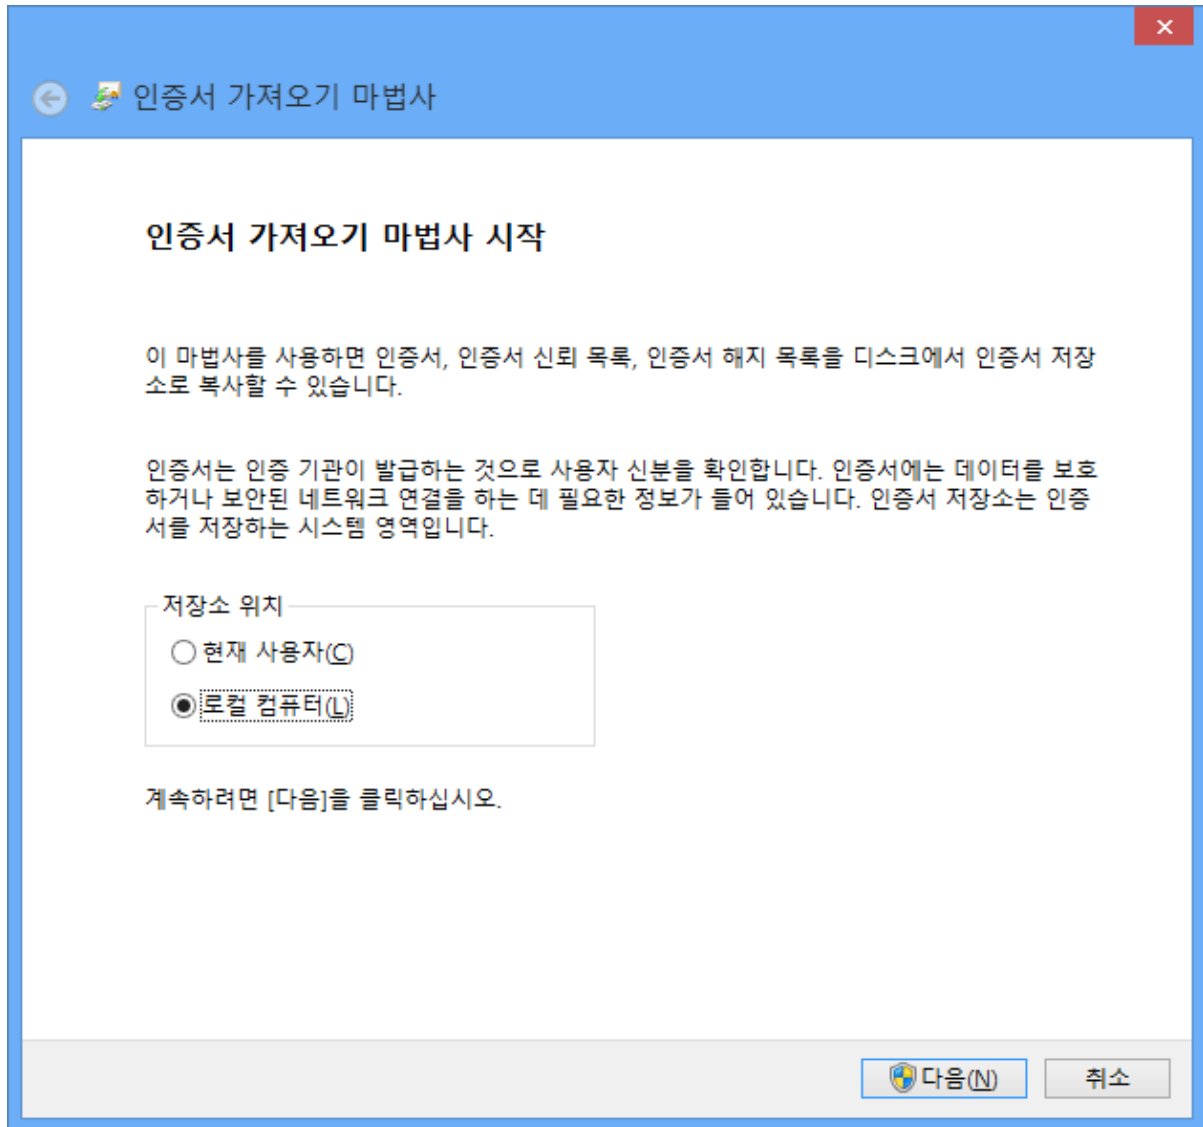 인증서 가져오기 마법사
인증서 가져오기 마법사 시작
이 마법사를 사용하면 인증서, 인증서 신뢰 목록, 인증서 해지 목록을 디스크에서 인증서 저장
소로 복사할 수 있습니다.
인증서는 인증 기관이 발급하는 것으로 사용자 신분을 확인합니다. 인증서에는 데이터를 보호
하거나 보안된 네트워크 연결을 하는 데 필요한 정보가 들어 있습니다. 인증서 저장소는 인증
서를 저장하는 시스템 영역입니다.
저장소 위치
현재 사용자(C)
로컬 컴퓨터(L)
계속하려면 [다음]을 클릭하십시오.
다음(N) 취소